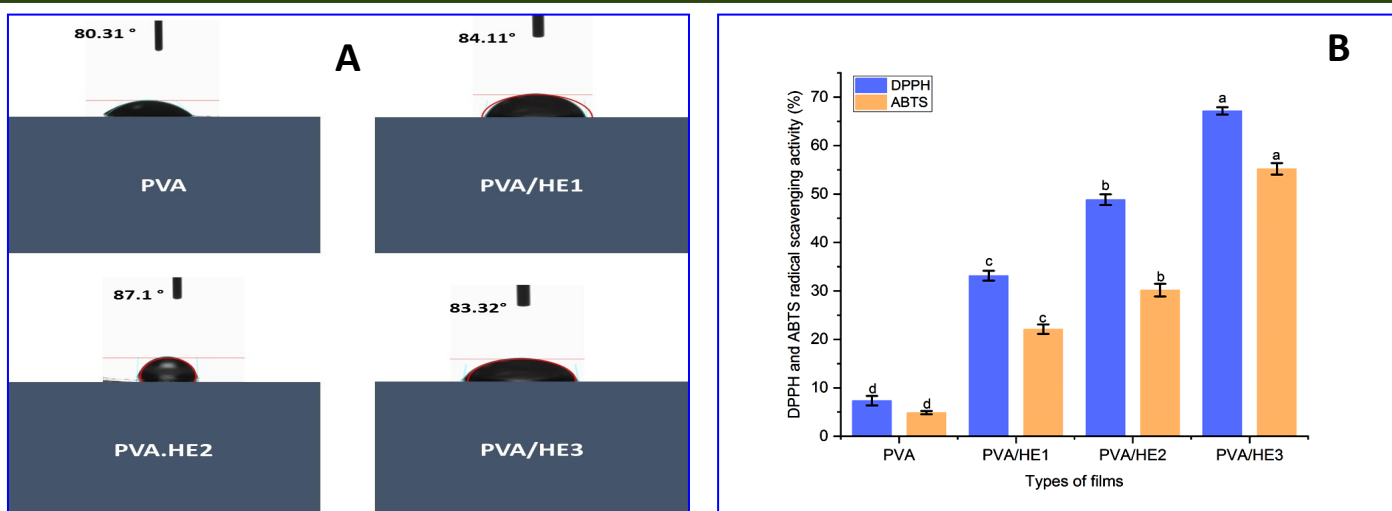 A
80.31 °
PVA
84.11°
PVA/HE1
87.1 °
PVA.HE2
83.32°
PVA/HE3
B
DPPH and ABTS radical scavenging activity (%)
DPPH
ABTS
70
60
50
40
30
20
10
0
d
d
c
c
b
b
a
a
PVA
PVA/HE1
PVA/HE2
PVA/HE3
Types of films